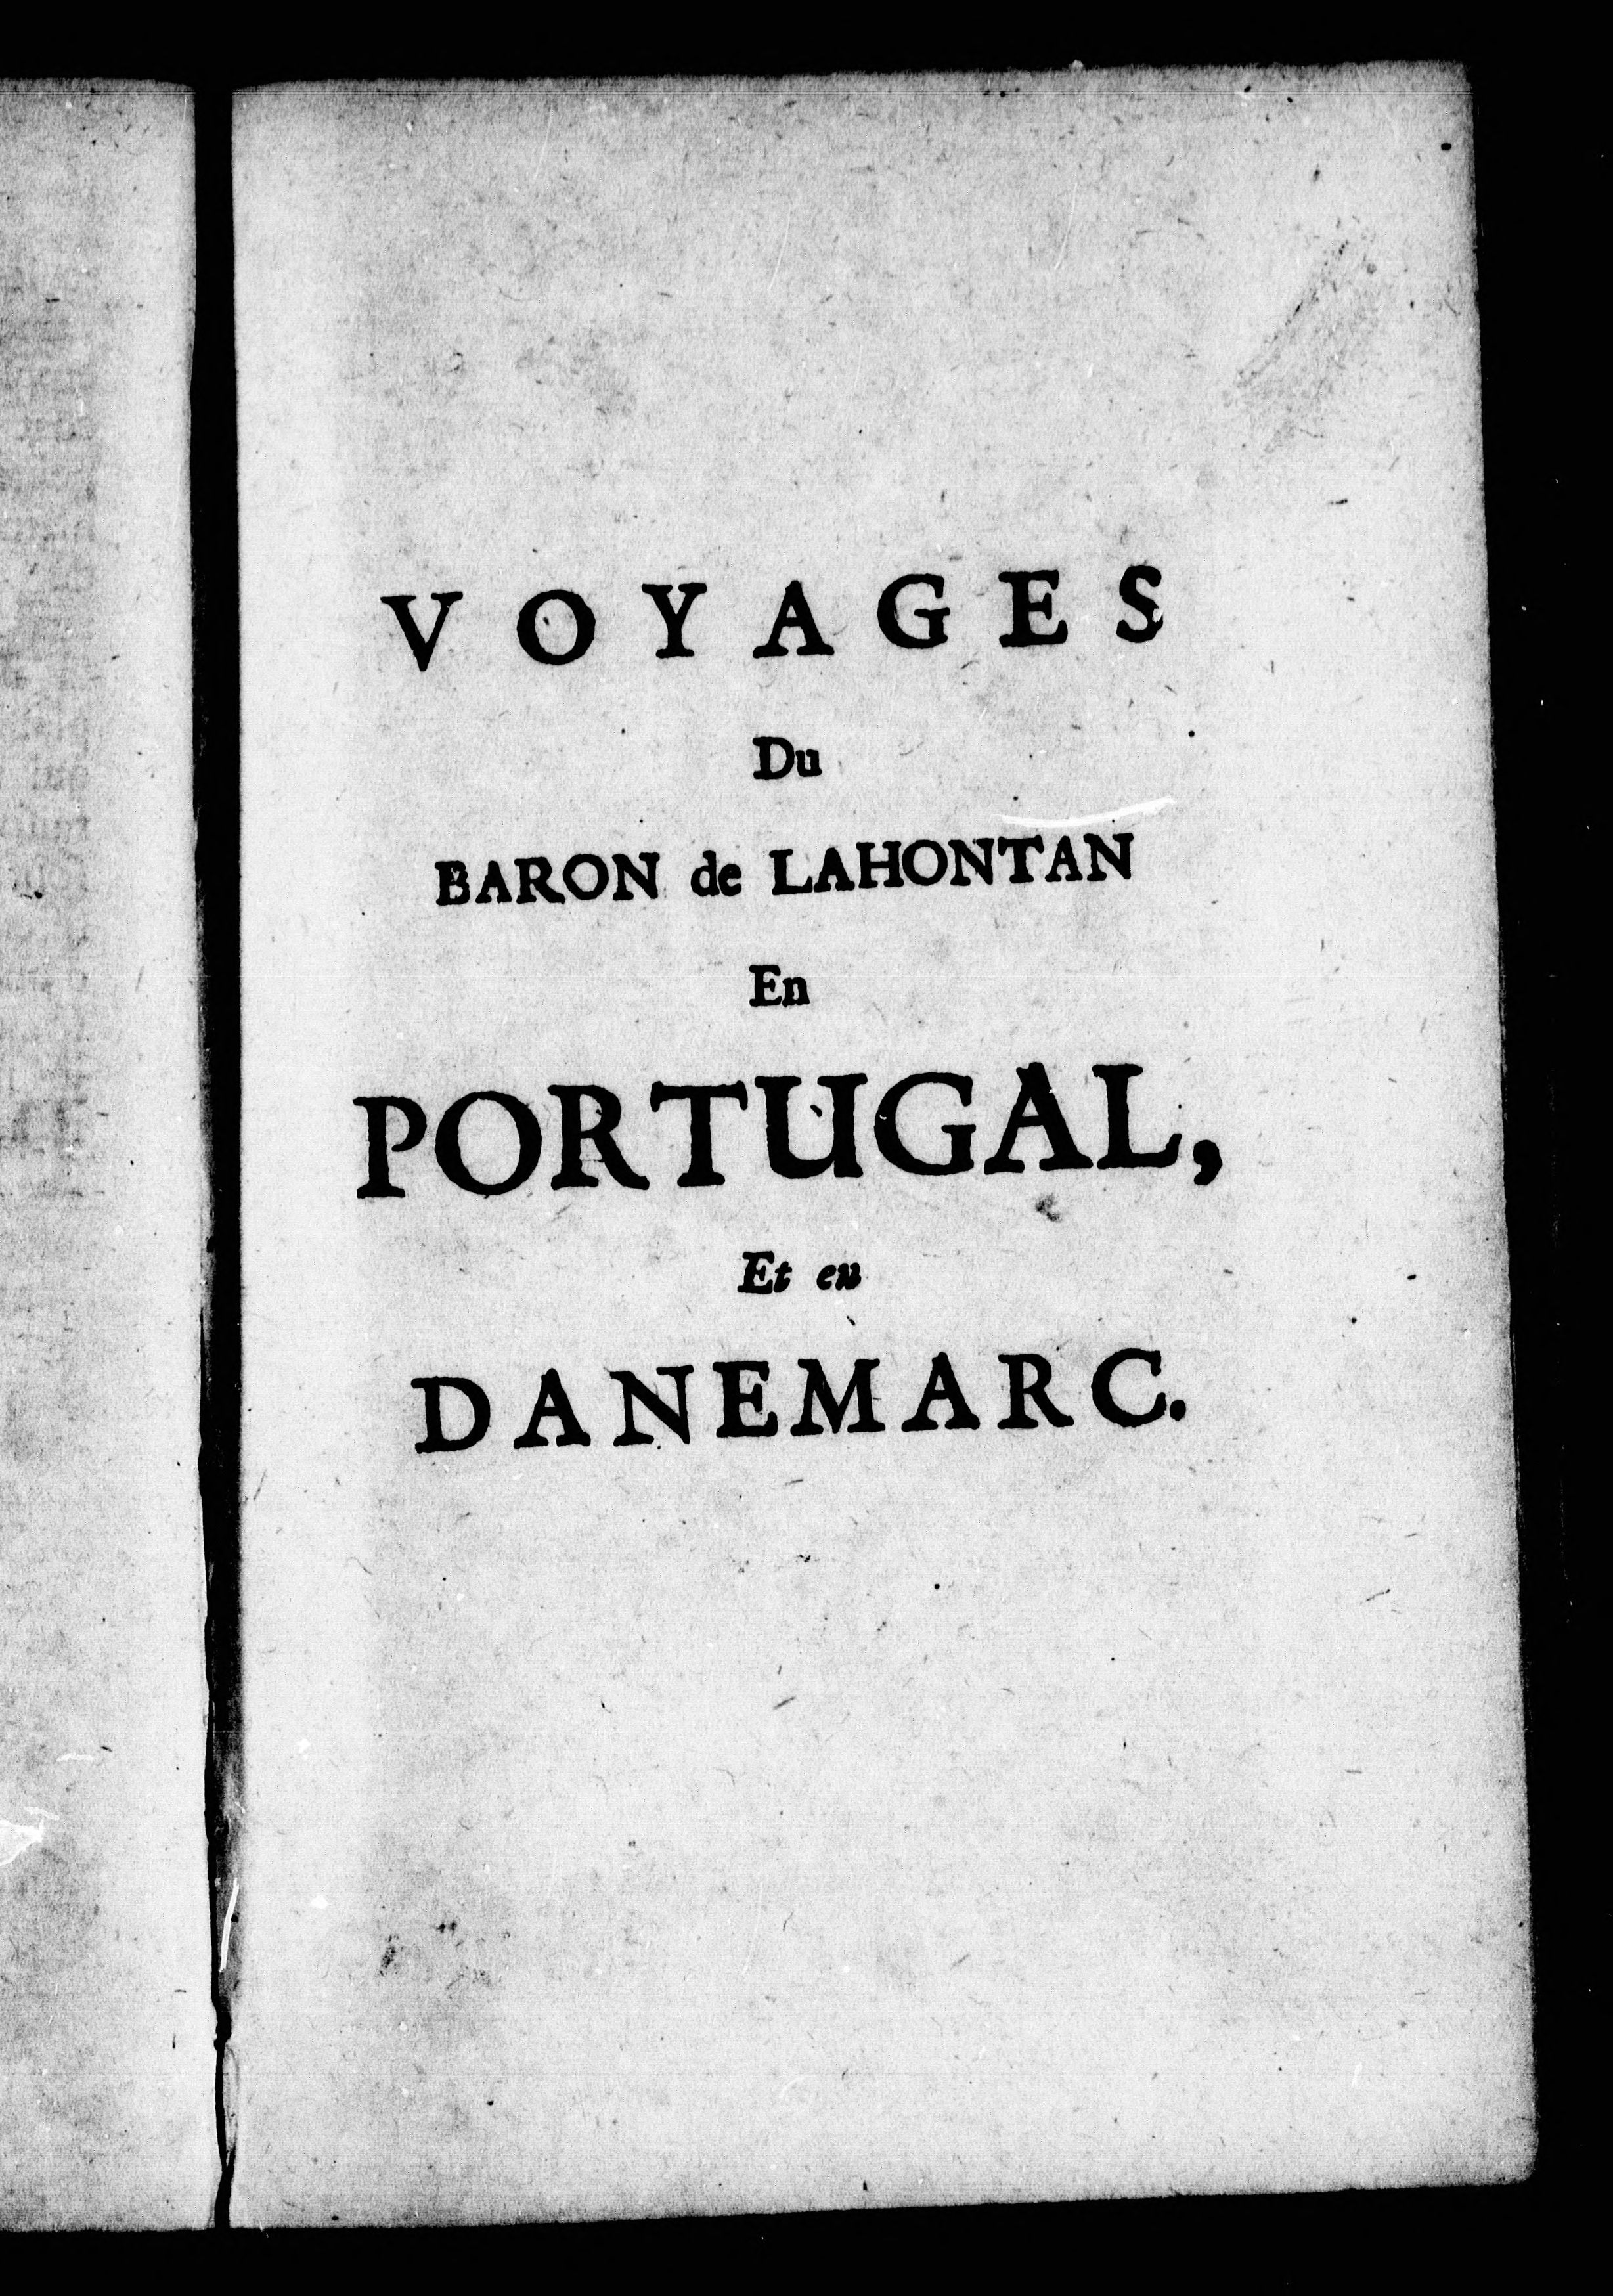 VOYAGES
Du
BARON de LAHONTAN
En
PORTUGAL,
Et en
DANEMARC.